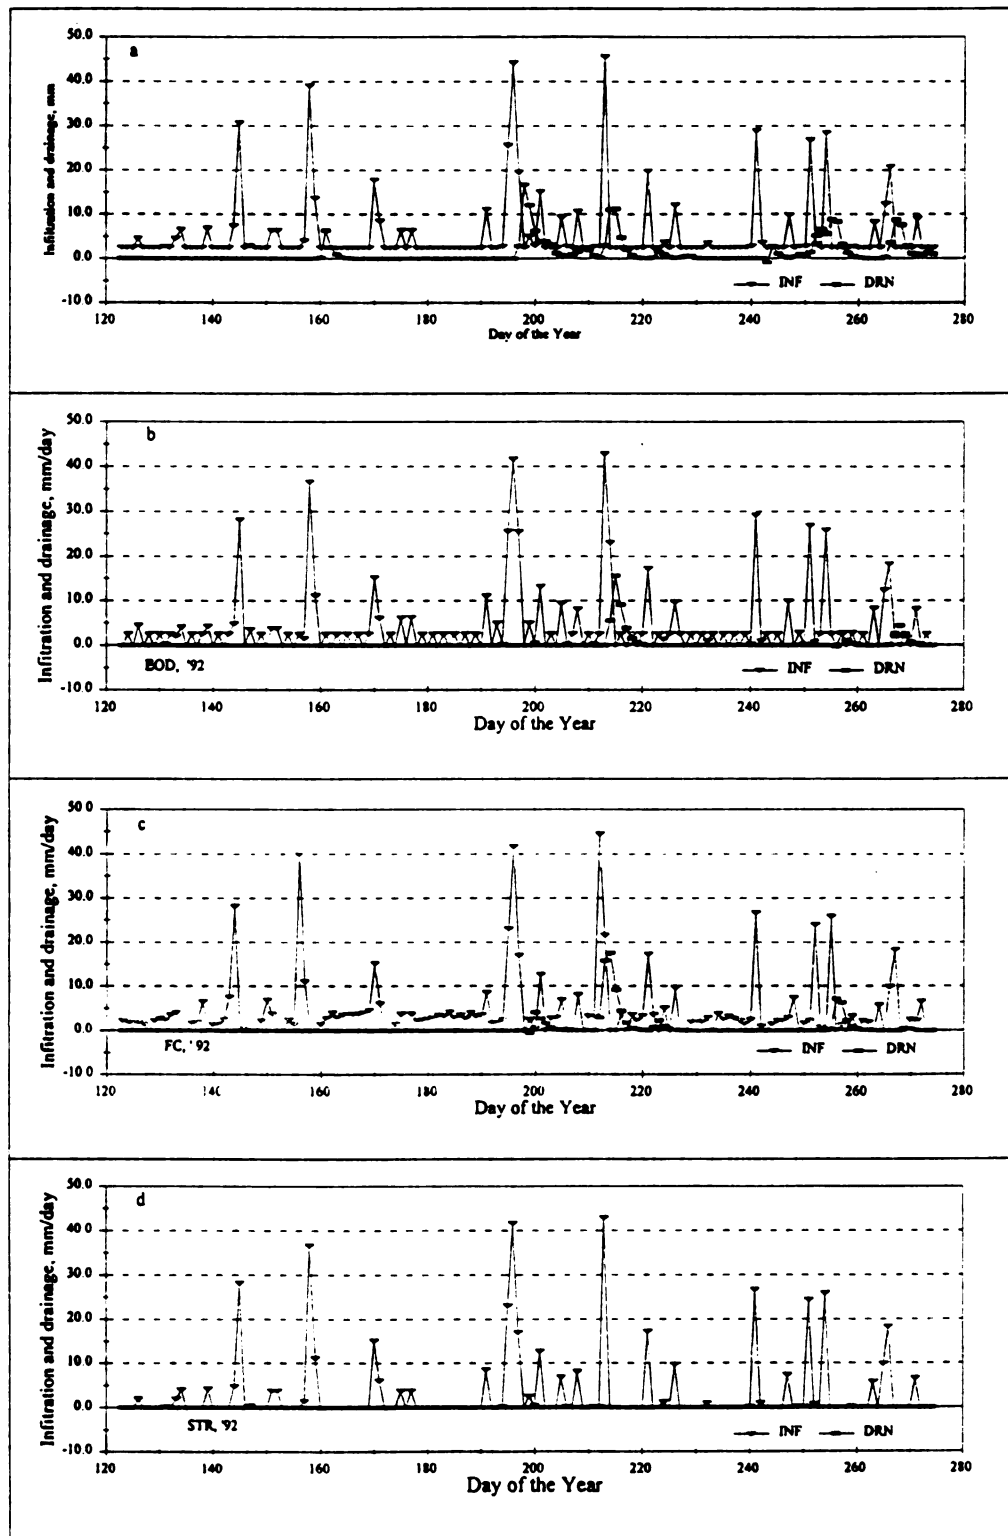 a
50.0
40.0
30.0
20.0
10.0
0.0
-10.0
Infiltration and drainage, mm
INF DRN
120 140 160 180 200 220 240 260 280
Day of the Year
b
50.0
40.0
30.0
20.0
10.0
0.0
-10.0
Infitration and drainage, mm/day
BOD, '92
INF DRN
120 140 160 180 200 220 240 260 280
Day of the Year
c
50.0
40.0
30.0
20.0
10.0
0.0
-10.0
Infitration and drainage, mm/day
FC, '92
INF DRN
120 140 160 180 200 220 240 260 280
Day of the Year
d
50.0
40.0
30.0
20.0
10.0
0.0
-10.0
Infitration and drainage, mm/day
STR, '92
INF DRN
120 140 160 180 200 220 240 260 280
Day of the Year